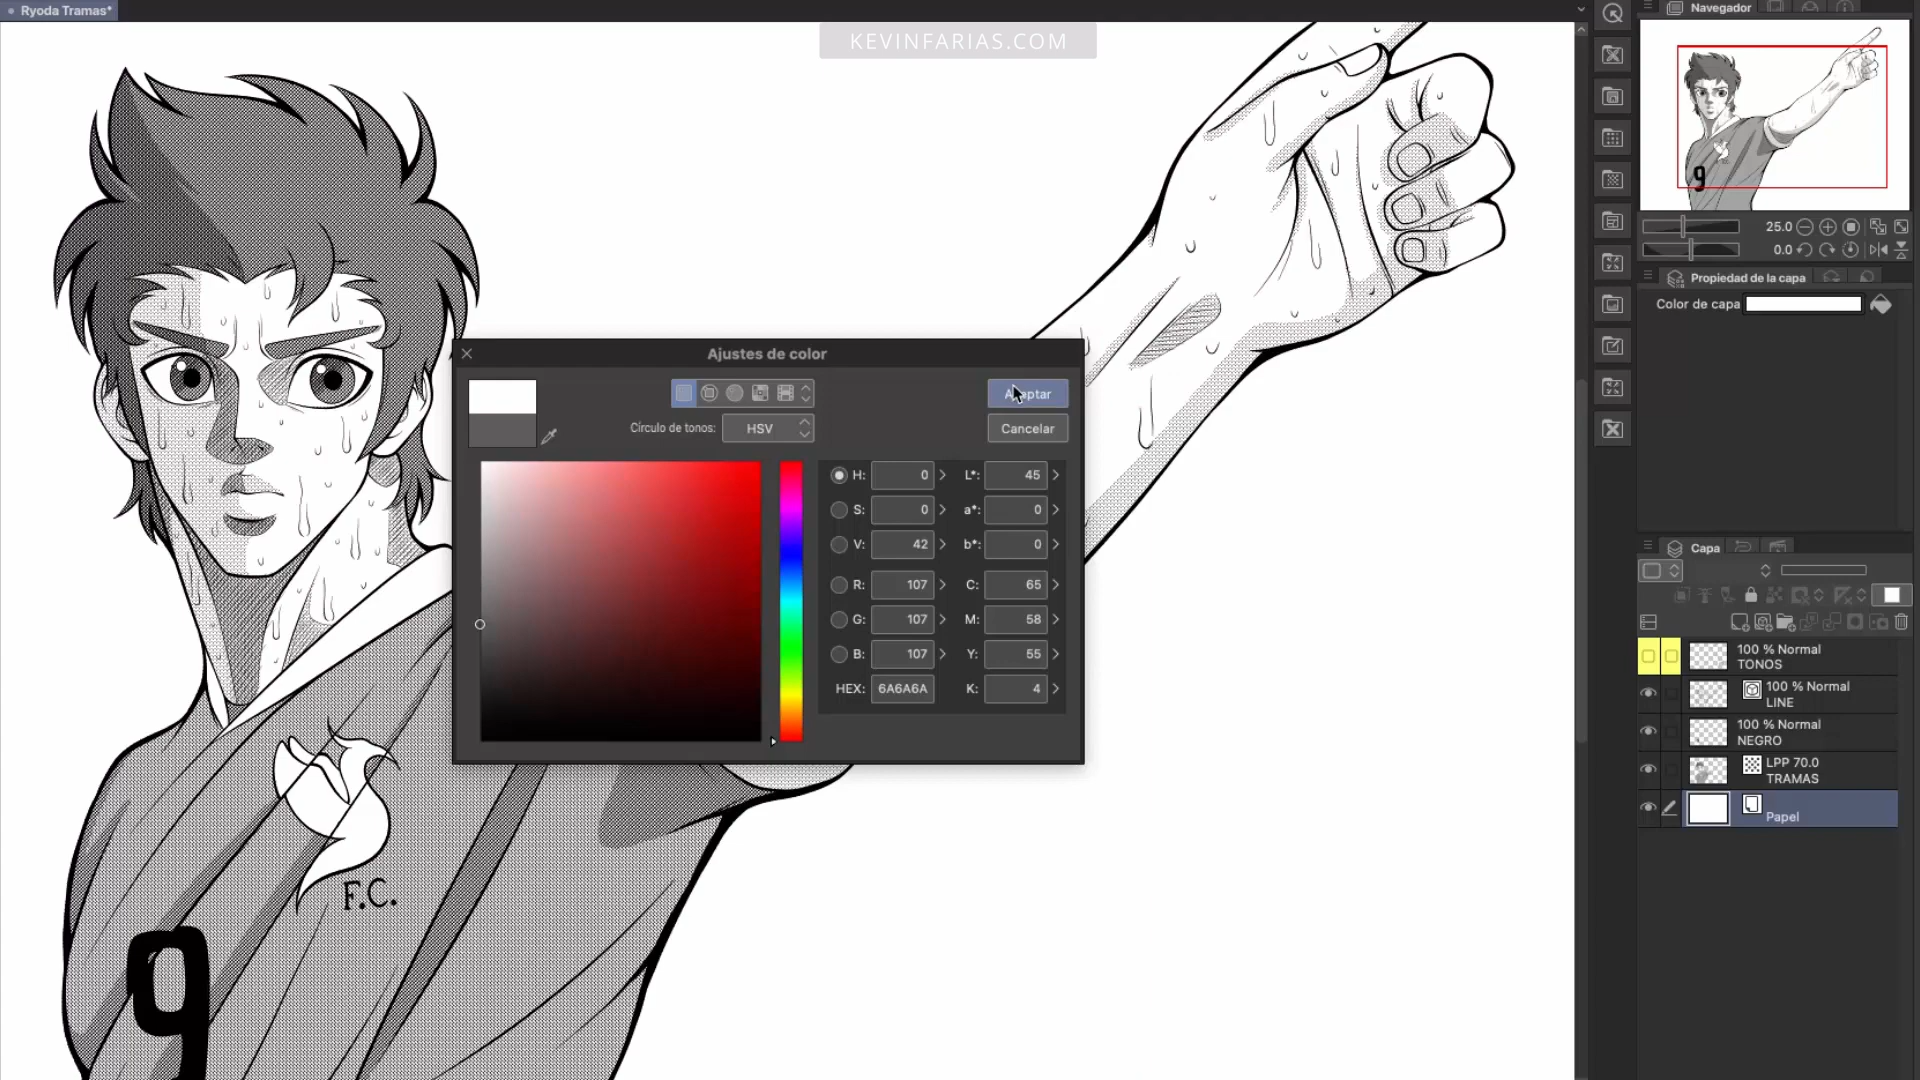 Ryoda Tramas*
KEVINFARIAS.COM
Navegador
25.0
0.0
Propiedad de la capa
Color de capa
Ajustes de color
Aceptar
Círculo de tonos: HSV
Cancelar
H: 0 L*: 45
S: 0 a*: 0
V: 42 b*: 0
R: 107 C: 65
G: 107 M: 58
B: 107 Y: 55
HEX: 6A6A6A K: 4
Capa
100 % Normal
TONOS
100 % Normal
LINE
100 % Normal
NEGRO
LPP 70.0
TRAMAS
Papel
F.C.
9
9